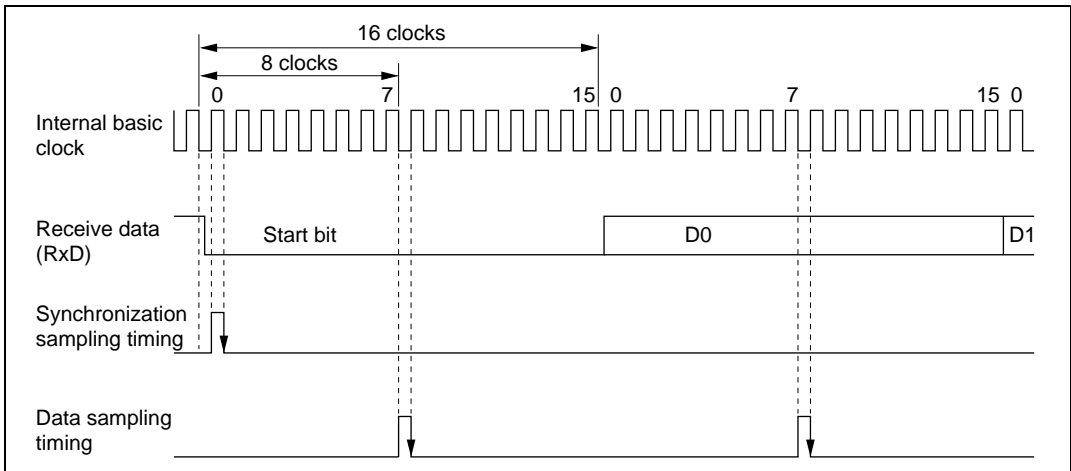 16 clocks
8 clocks
0 7 15 0 7 15 0
Internal basic
clock
Receive data
(RxD)
Start bit D0 D1
Synchronization
sampling timing
Data sampling
timing